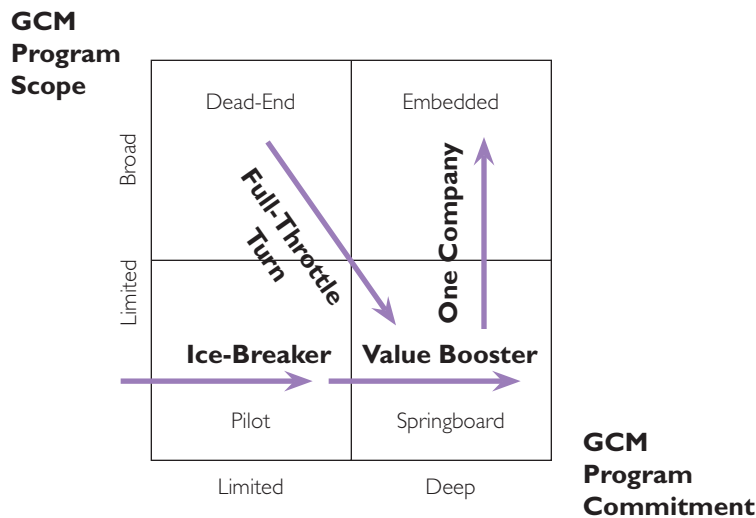 GCM
Program
Scope
Dead-End
Embedded
Broad
Full-Throttle
Turn
One Company
Limited
Ice-Breaker
Value Booster
Pilot
Springboard
Limited
Deep
GCM
Program
Commitment